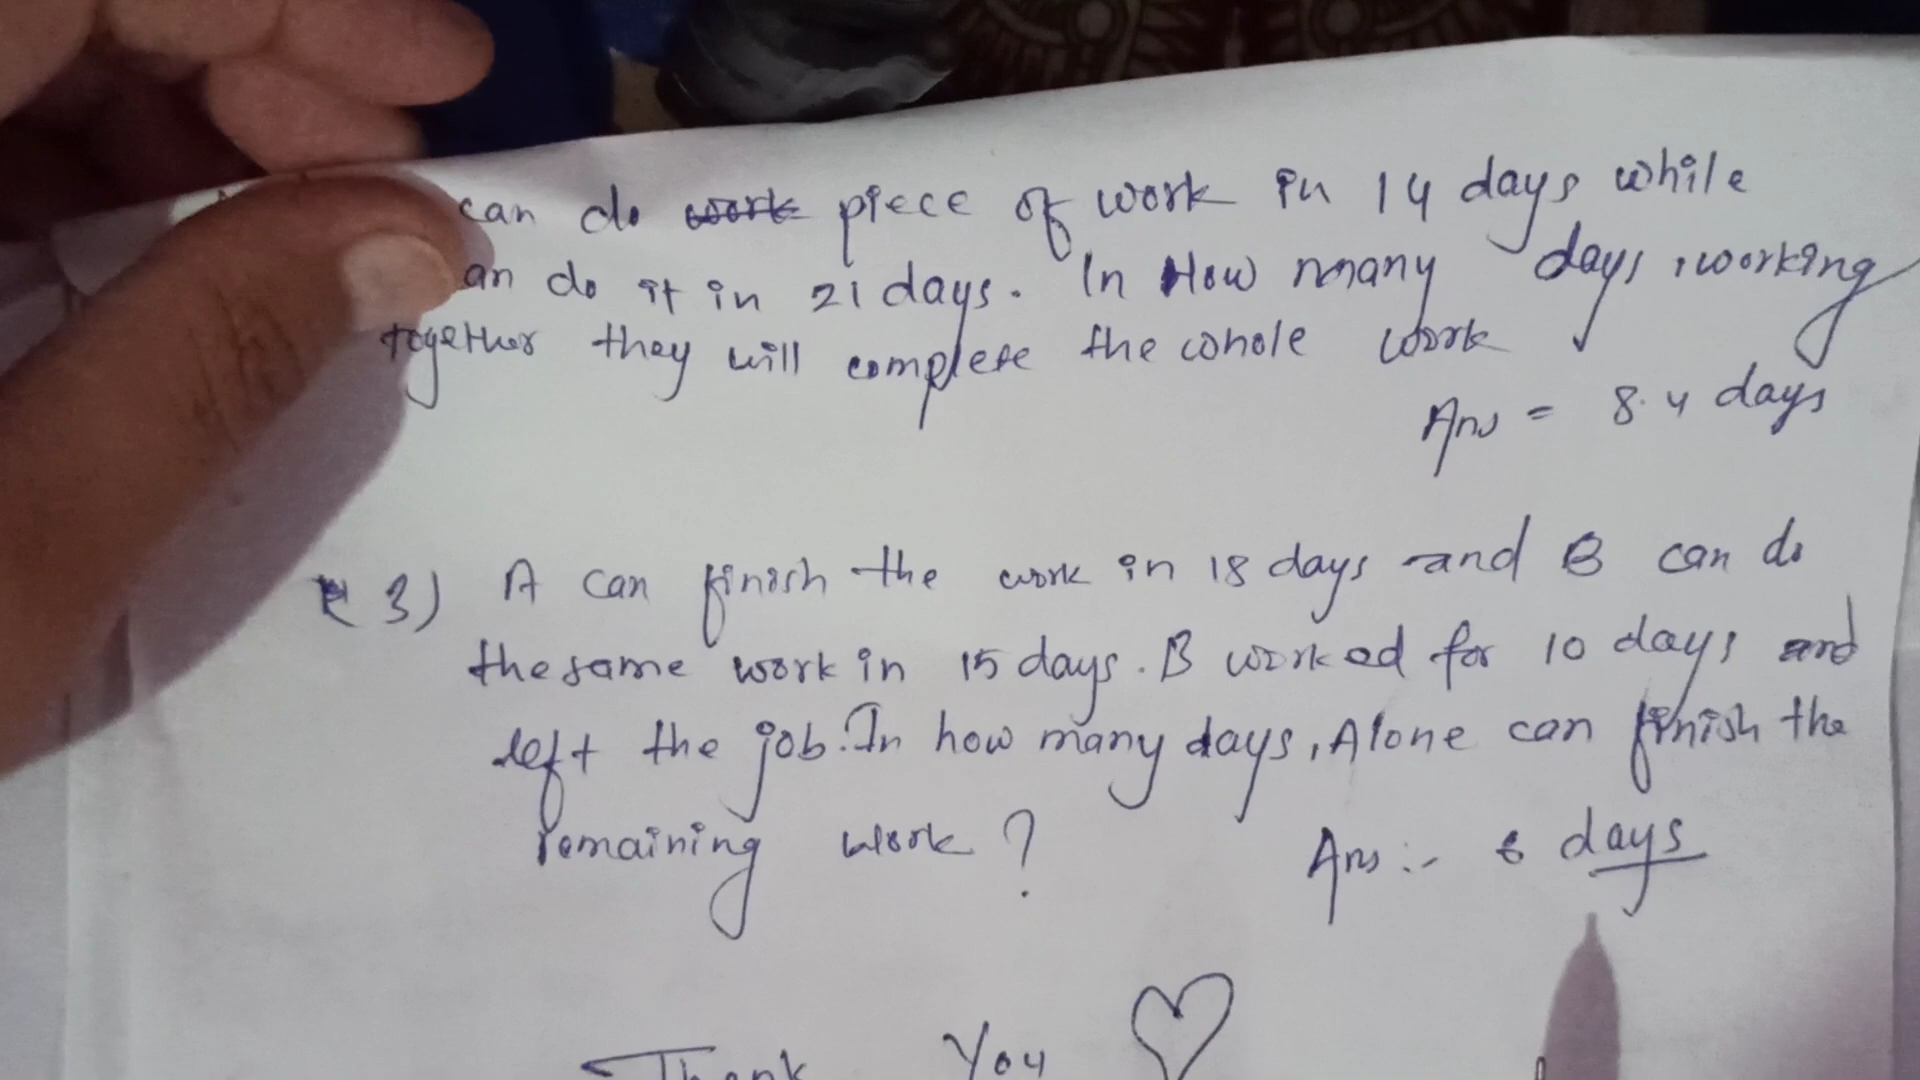 can do work piece of work in 14 days while
an do it in 21 days. In How many days, working
together they will complete the whole work
Ans = 8.4 days
3) A can finish the work in 18 days and B can do
the same work in 15 days. B worked for 10 days and
left the job. In how many days, Alone can finish the
remaining work ?
Ans :- 6 days
Thank You